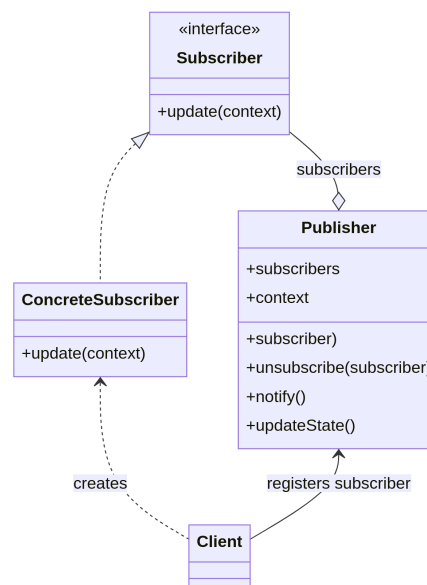 «interface»
Subscriber
+update(context)
subscribers
Publisher
+subscribers
+context
+subscriber)
+unsubscribe(subscriber)
+notify()
+updateState()
ConcreteSubscriber
+update(context)
creates
registers subscriber
Client